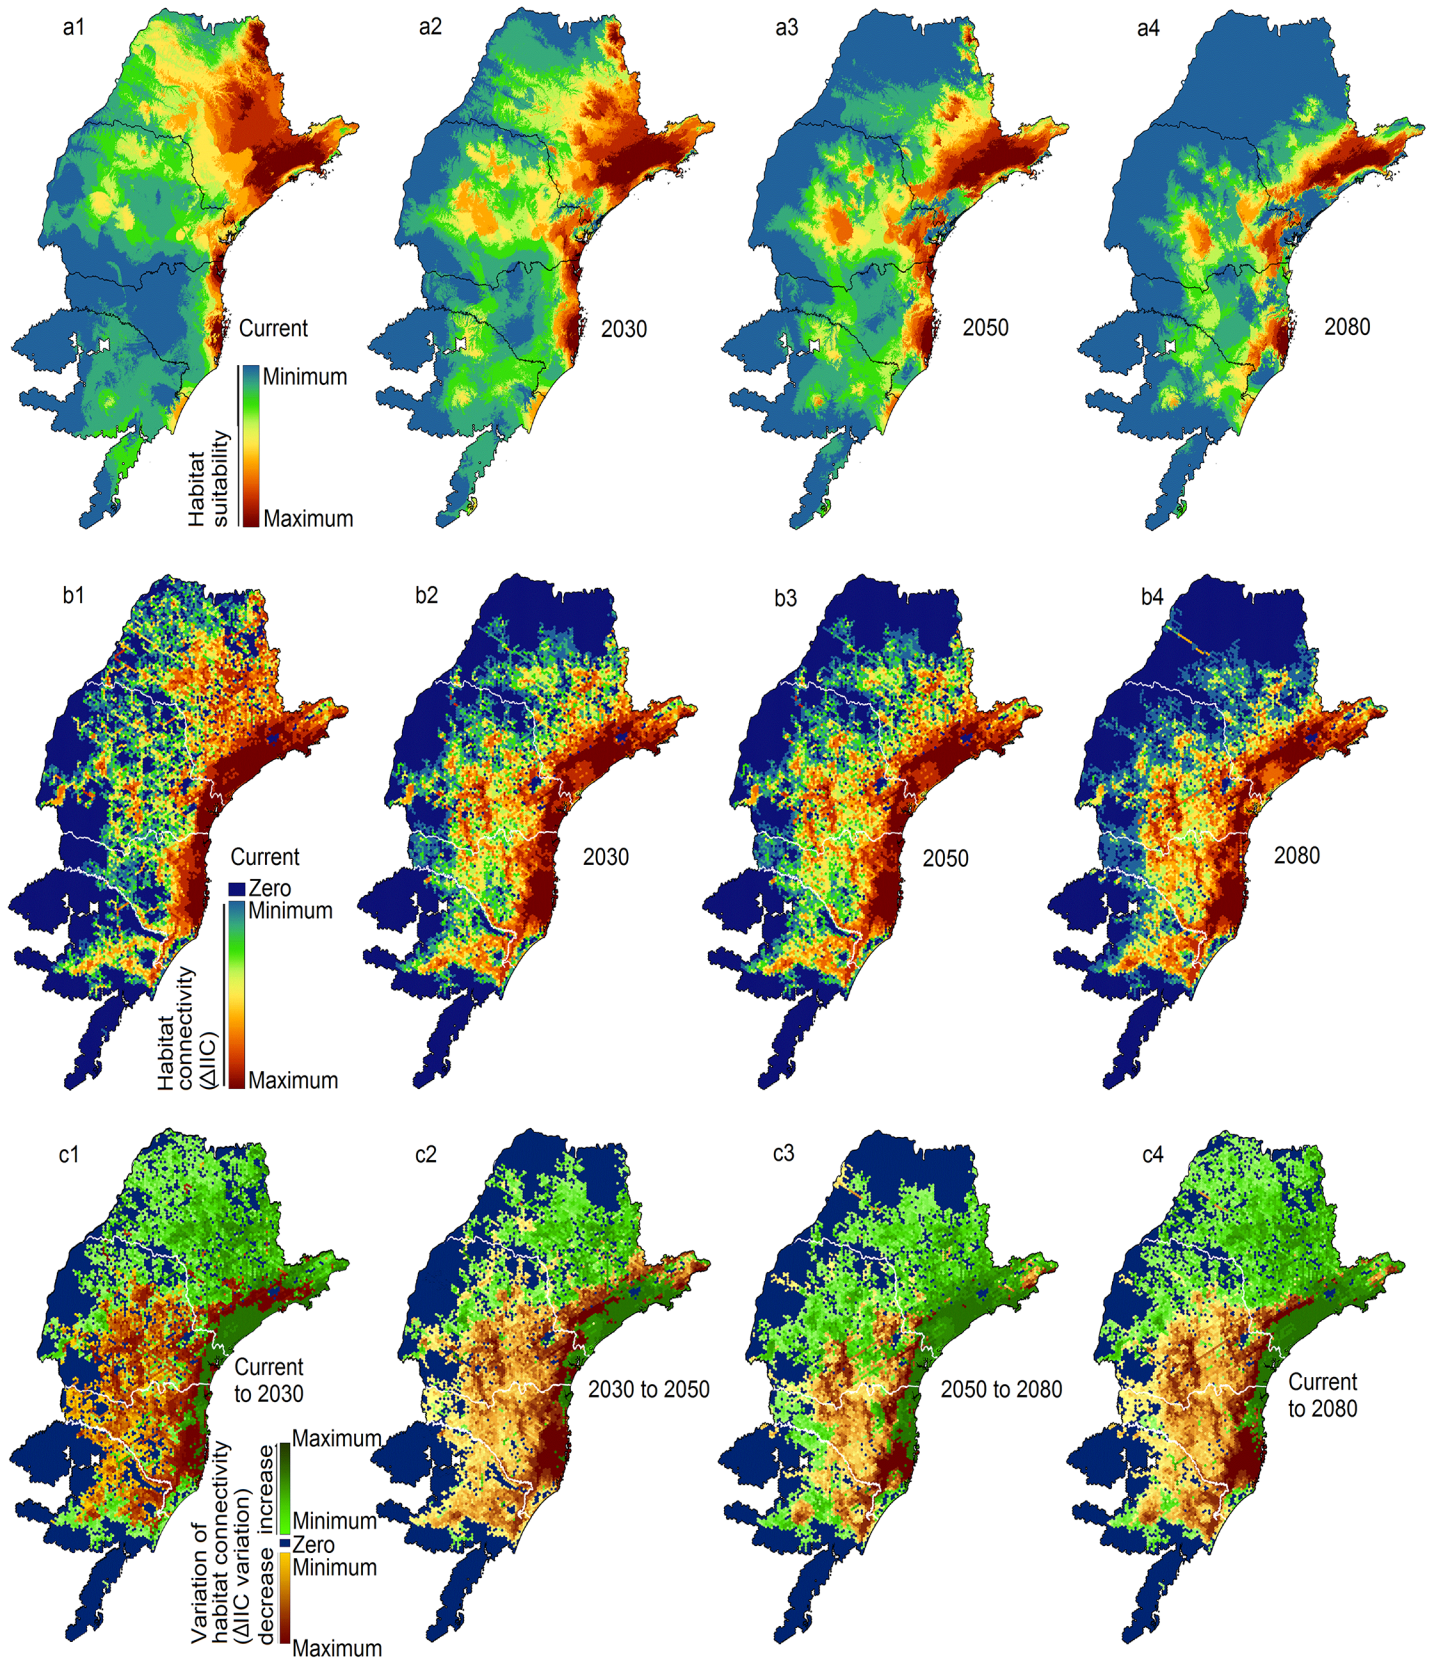 a1
a2
a3
a4
Current
2030
2050
2080
Minimum
Habitat
suitability
Maximum
b1
b2
b3
b4
Current
2030
2050
2080
Zero
Minimum
Habitat
connectivity
(ΔIIC)
Maximum
c1
c2
c3
c4
Current
to 2030
2030 to 2050
2050 to 2080
Current
to 2080
Variation of
habitat connectivity
(ΔIIC variation)
decrease increase
Maximum
Minimum
Zero
Minimum
Maximum